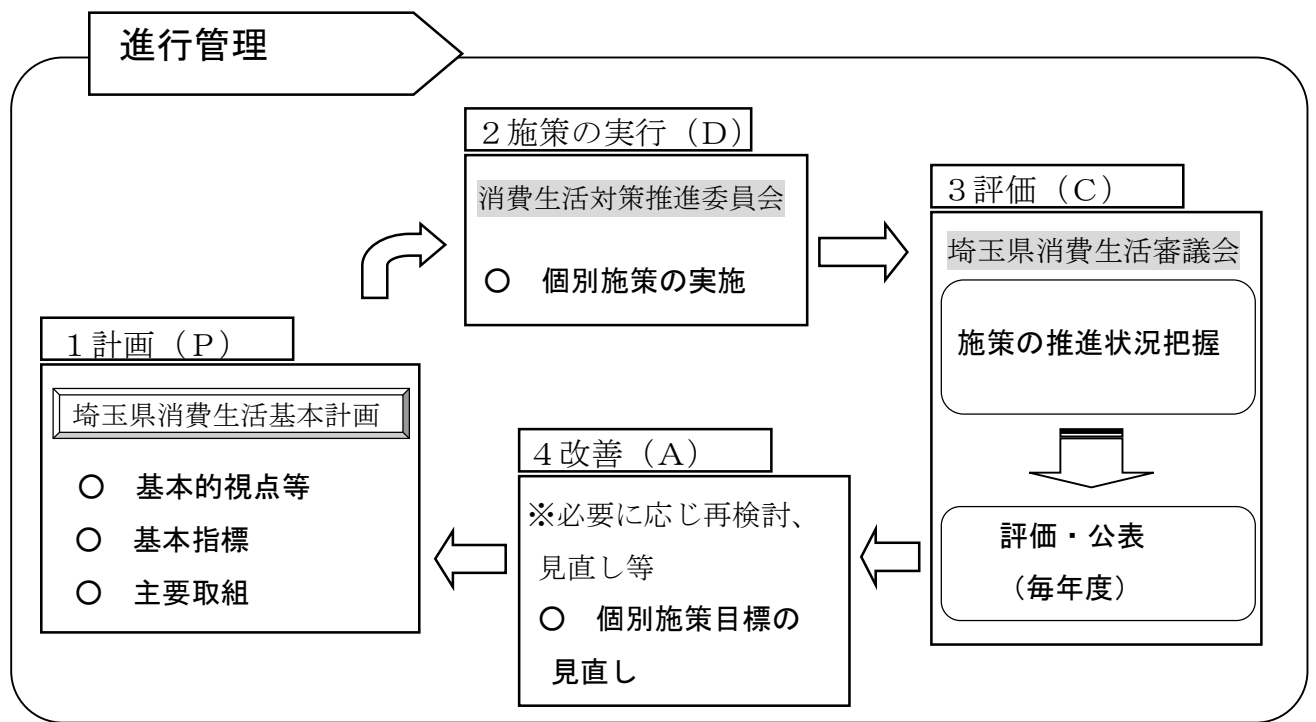 進行管理
1計画（P）
埼玉県消費生活基本計画
○　基本的視点等
○　基本指標
○　主要取組
２施策の実行（D）
消費生活対策推進委員会
○　個別施策の実施
３評価（C）
埼玉県消費生活審議会
施策の推進状況把握
評価・公表
（毎年度）
４改善（A）
※必要に応じ再検討、
見直し等
○　個別施策目標の
見直し